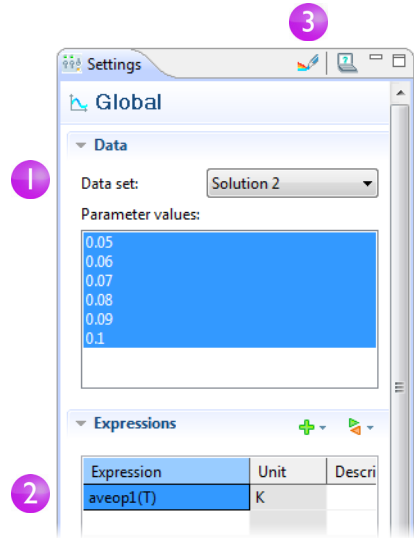 3
Settings
Global
Data
1
Data set: Solution 2
Parameter values:
0.05
0.06
0.07
0.08
0.09
0.1
Expressions
2
Expression Unit Descri
aveop1(T) K